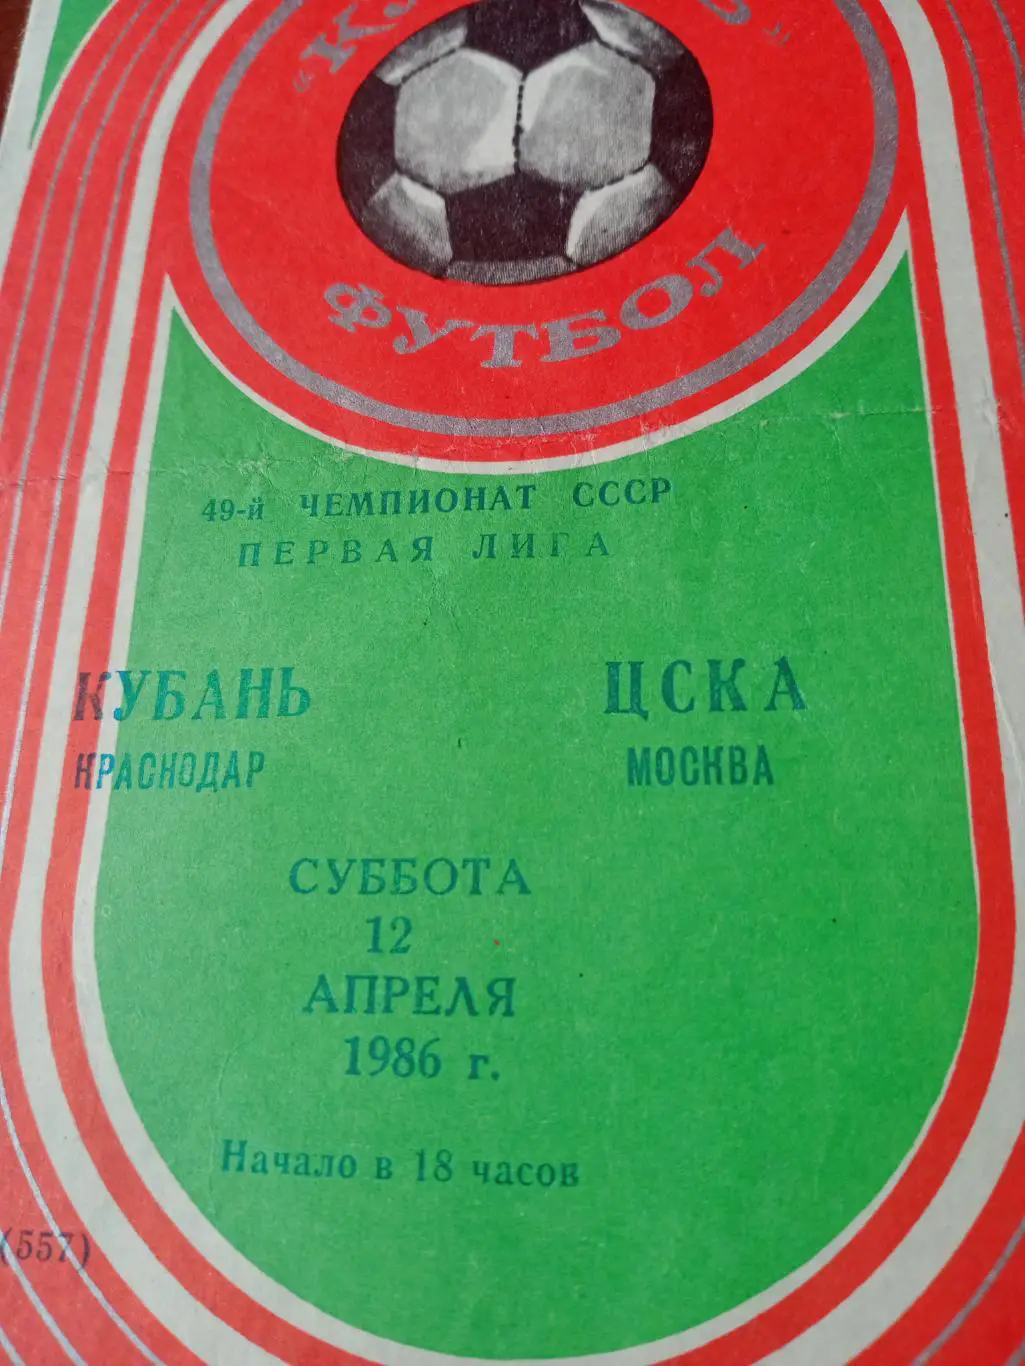 ФУТБОЛ
49-й ЧЕМПИОНАТ СССР
ПЕРВАЯ ЛИГА
КУБАНЬ ЦСКА
КРАСНОДАР МОСКВА
СУББОТА
12
АПРЕЛЯ
1986 г.
Начало в 18 часов
(557)